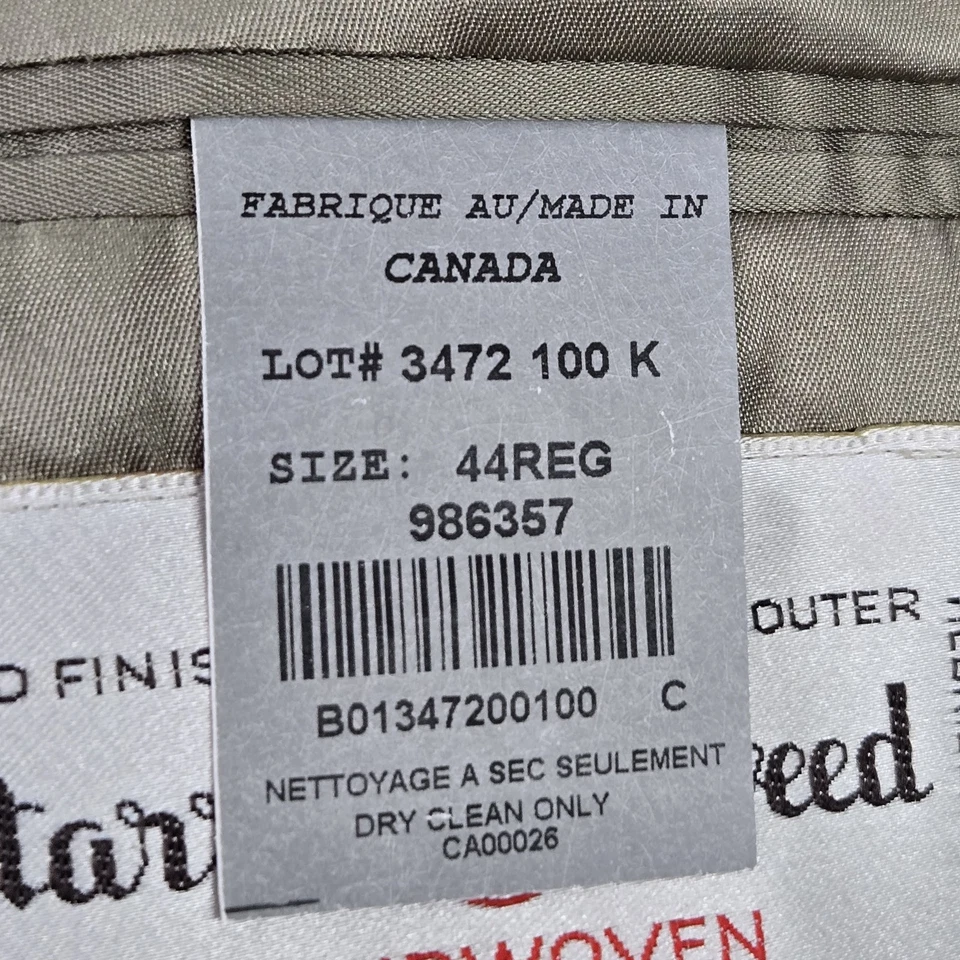 FABRIQUE AU/MADE IN
CANADA
LOT# 3472 100 K
SIZE: 44REG
986357
B01347200100 C
NETTOYAGE A SEC SEULEMENT
DRY CLEAN ONLY
CA00026
OUTER